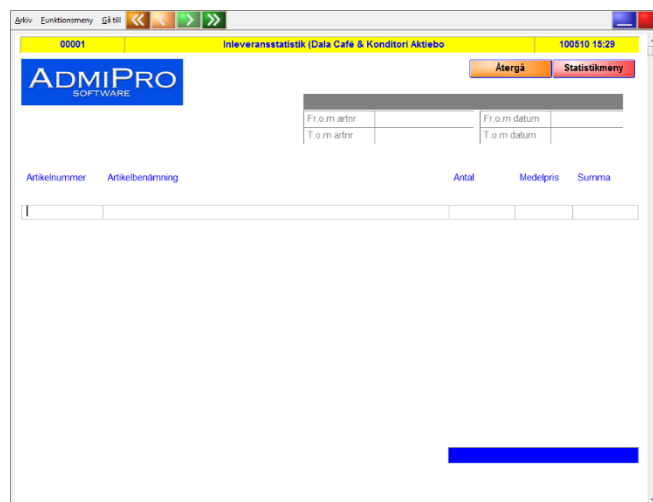 Arkiv Funktionsmeny Gå till
00001 Inleveransstatistik (Dala Café & Konditori Aktiebo 100510 15:29
Återgå Statistikmeny
ADMIPRO
SOFTWARE
Fr.o.m artnr Fr.o.m datum
T.o.m artnr T.o.m datum
Artikelnummer Artikelbenämning Antal Medelpris Summa